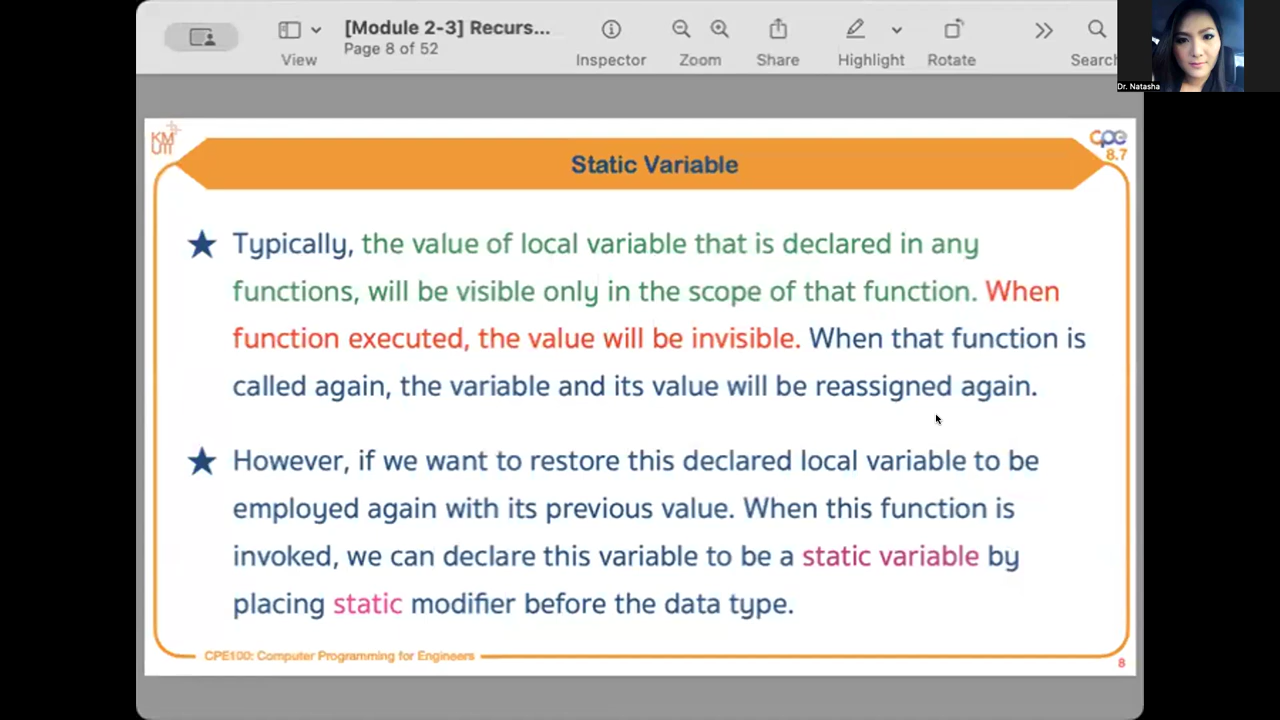 [Module 2-3] Recurs...
Page 8 of 52
View
Inspector
Zoom
Share
Highlight
Rotate
Search
Dr. Natasha
KM
UTT
cpe
8.7
Static Variable
Typically, the value of local variable that is declared in any
functions, will be visible only in the scope of that function. When
function executed, the value will be invisible. When that function is
called again, the variable and its value will be reassigned again.
However, if we want to restore this declared local variable to be
employed again with its previous value. When this function is
invoked, we can declare this variable to be a static variable by
placing static modifier before the data type.
CPE100: Computer Programming for Engineers
8